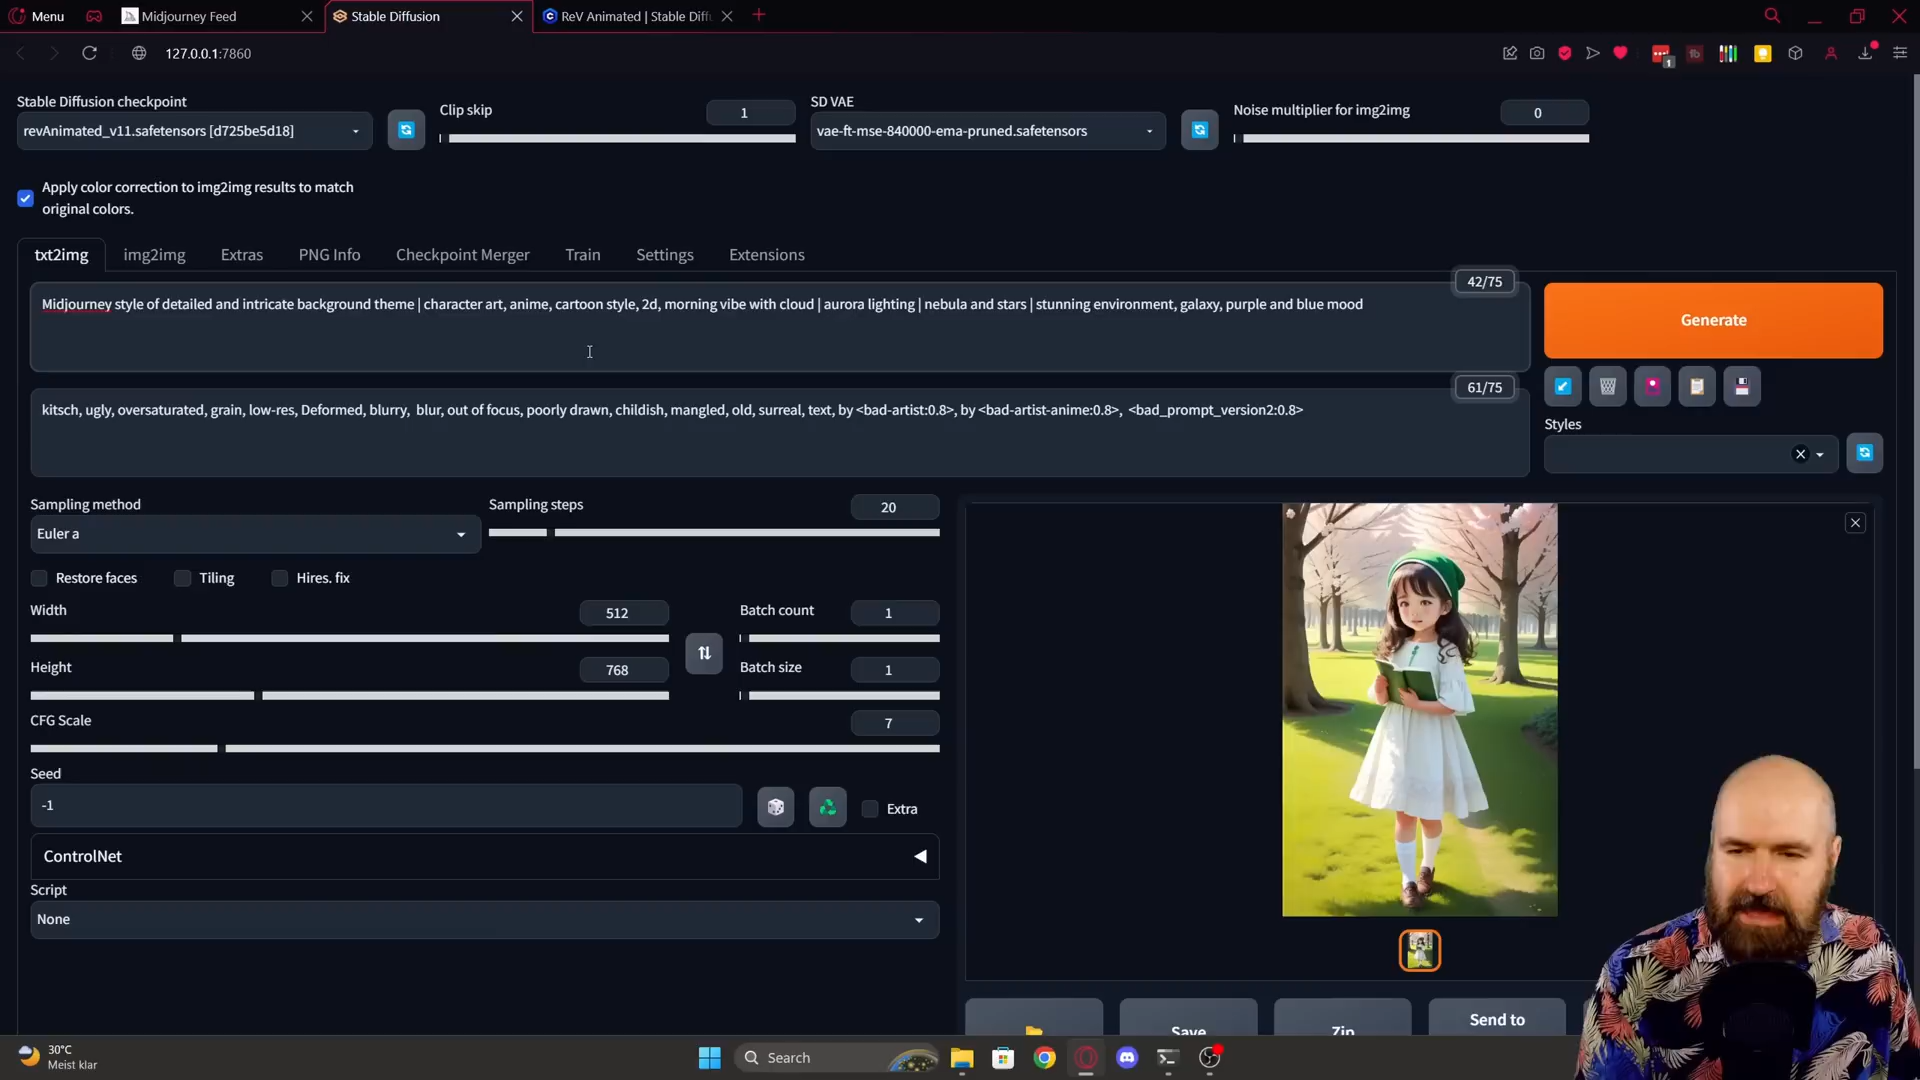 Menu
Midjourney Feed
Stable Diffusion
ReV Animated | Stable Diff
127.0.0.1:7860
1
Stable Diffusion checkpoint
revAnimated_v11.safetensors [d725be5d18]
Clip skip
1
SD VAE
vae-ft-mse-840000-ema-pruned.safetensors
Noise multiplier for img2img
0
Apply color correction to img2img results to match
original colors.
txt2img
img2img
Extras
PNG Info
Checkpoint Merger
Train
Settings
Extensions
42/75
Midjourney style of detailed and intricate background theme | character art, anime, cartoon style, 2d, morning vibe with cloud | aurora lighting | nebula and stars | stunning environment, galaxy, purple and blue mood
Generate
61/75
kitsch, ugly, oversaturated, grain, low-res, Deformed, blurry,  blur, out of focus, poorly drawn, childish, mangled, old, surreal, text, by <bad-artist:0.8>, by <bad-artist-anime:0.8>,  <bad_prompt_version2:0.8>
Styles
Sampling method
Euler a
Sampling steps
20
Restore faces
Tiling
Hires. fix
Width
512
Batch count
1
Height
768
Batch size
1
CFG Scale
7
Seed
-1
Extra
ControlNet
Script
None
Save
Zip
Send to
30°C
Meist klar
Search